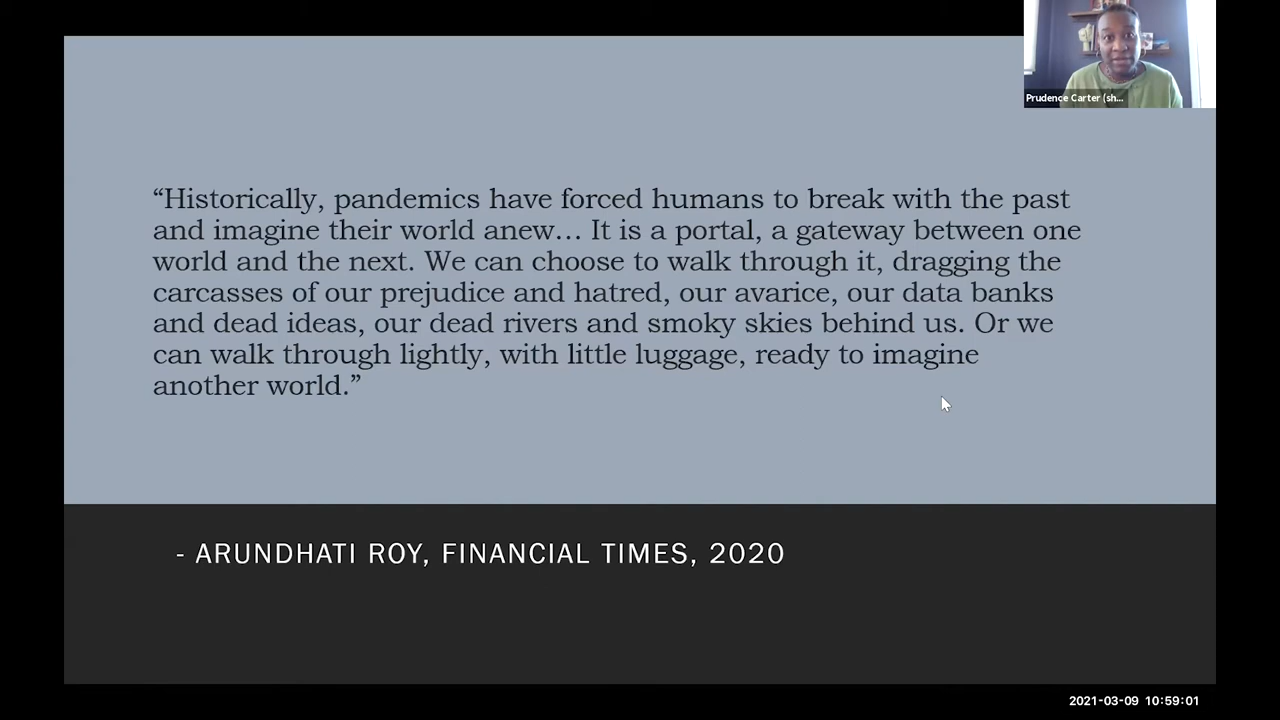 Prudence Carter (sh...
“Historically, pandemics have forced humans to break with the past
and imagine their world anew… It is a portal, a gateway between one
world and the next. We can choose to walk through it, dragging the
carcasses of our prejudice and hatred, our avarice, our data banks
and dead ideas, our dead rivers and smoky skies behind us. Or we
can walk through lightly, with little luggage, ready to imagine
another world.”
- ARUNDHATI ROY, FINANCIAL TIMES, 2020
2021-03-09 10:59:01